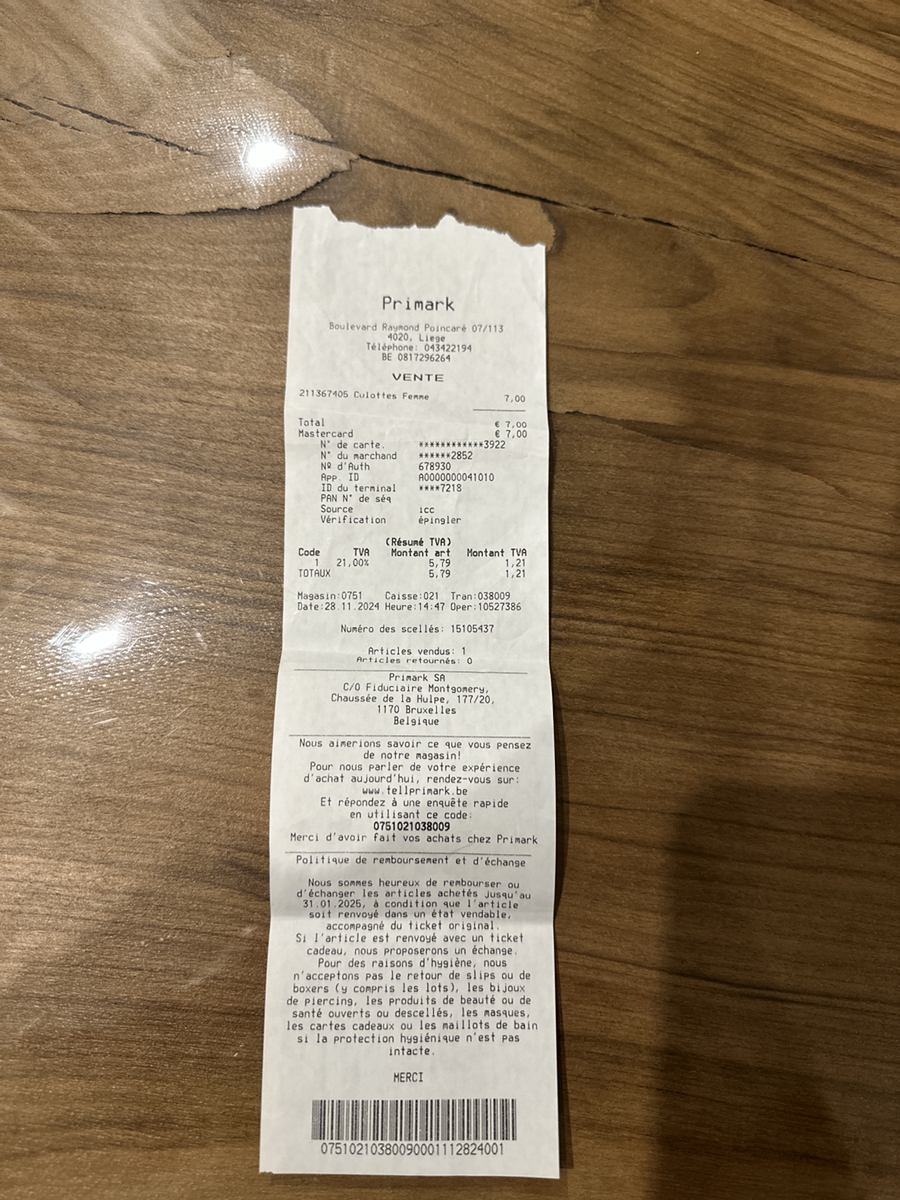 Primark
Boulevard Raymond Poincaré 07/113
4020, Liege
Téléphone: 043422194
BE 0817296264
VENTE
211367405 Culottes Femme 7,00
Total € 7,00
Mastercard € 7,00
N° de carte. ************3922
N° du marchand ******2852
Nº d'Auth 678930
App. ID A0000000041010
ID du terminal ****7218
PAN N° de séq
Source icc
Vérification épingler
(Résumé TVA)
Code TVA Montant art Montant TVA
1 21,00% 5,79 1,21
TOTAUX 5,79 1,21
Magasin:0751 Caisse:021 Tran:038009
Date:28.11.2024 Heure:14:47 Oper:10527386
Numéro des scellés: 15105437
Articles vendus: 1
Articles retournés: 0
Primark SA
C/O Fiduciaire Montgomery,
Chaussée de la Hulpe, 177/20,
1170 Bruxelles
Belgique
Nous aimerions savoir ce que vous pensez
de notre magasin!
Pour nous parler de votre expérience
d'achat aujourd'hui, rendez-vous sur:
www.tellprimark.be
Et répondez à une enquête rapide
en utilisant ce code:
0751021038009
Merci d'avoir fait vos achats chez Primark
Politique de remboursement et d'échange
Nous sommes heureux de rembourser ou
d'échanger les articles achetés jusqu'au
31.01.2025, à condition que l'article
soit renvoyé dans un état vendable,
accompagné du ticket original.
Si l'article est renvoyé avec un ticket
cadeau, nous proposerons un échange.
Pour des raisons d'hygiène, nous
n'acceptons pas le retour de slips ou de
boxers (y compris les lots), les bijoux
de piercing, les produits de beauté ou de
santé ouverts ou descellés, les masques,
les cartes cadeaux ou les maillots de bain
si la protection hygiénique n'est pas
intacte.
MERCI
07510210380090001112824001